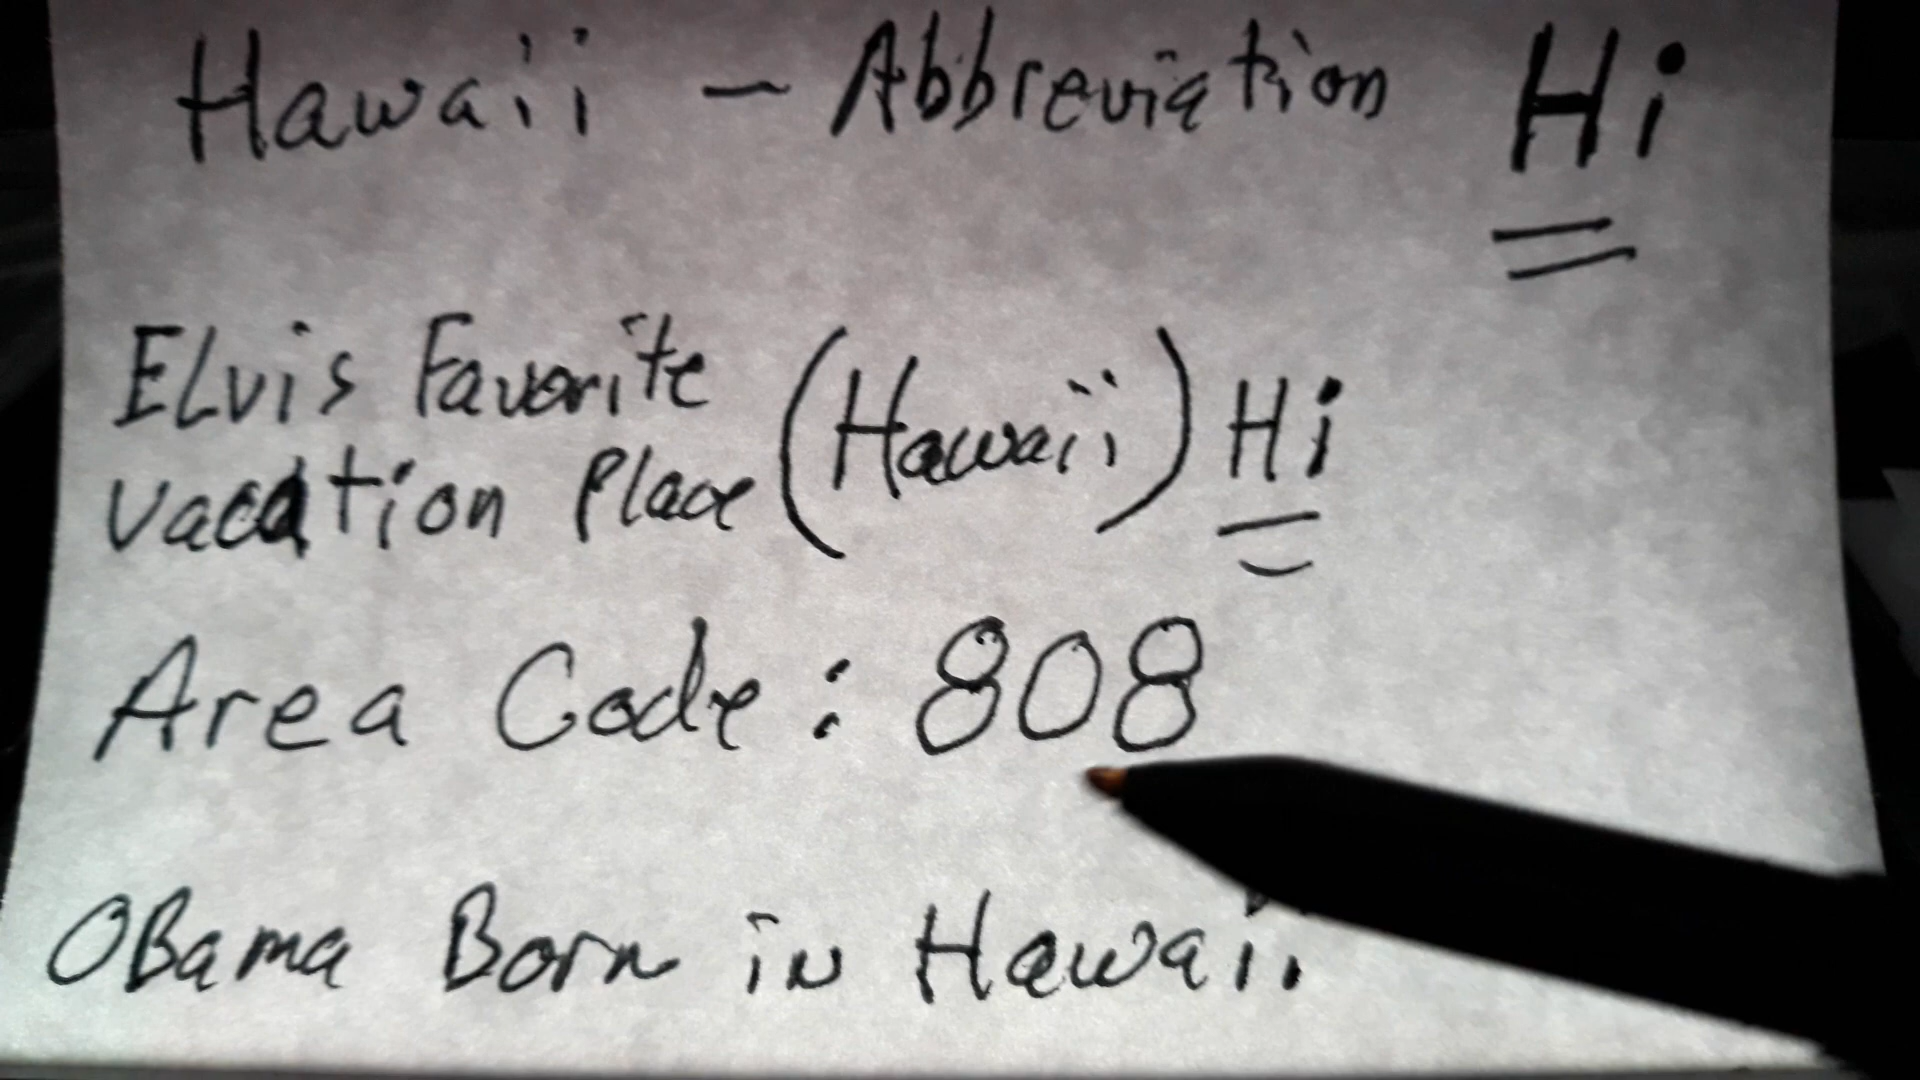 Hawaii - Abbreviation Hi
ELvis Favorite
vacation Place (Hawaii) Hi
Area Code: 808
OBama Born in Hawaii